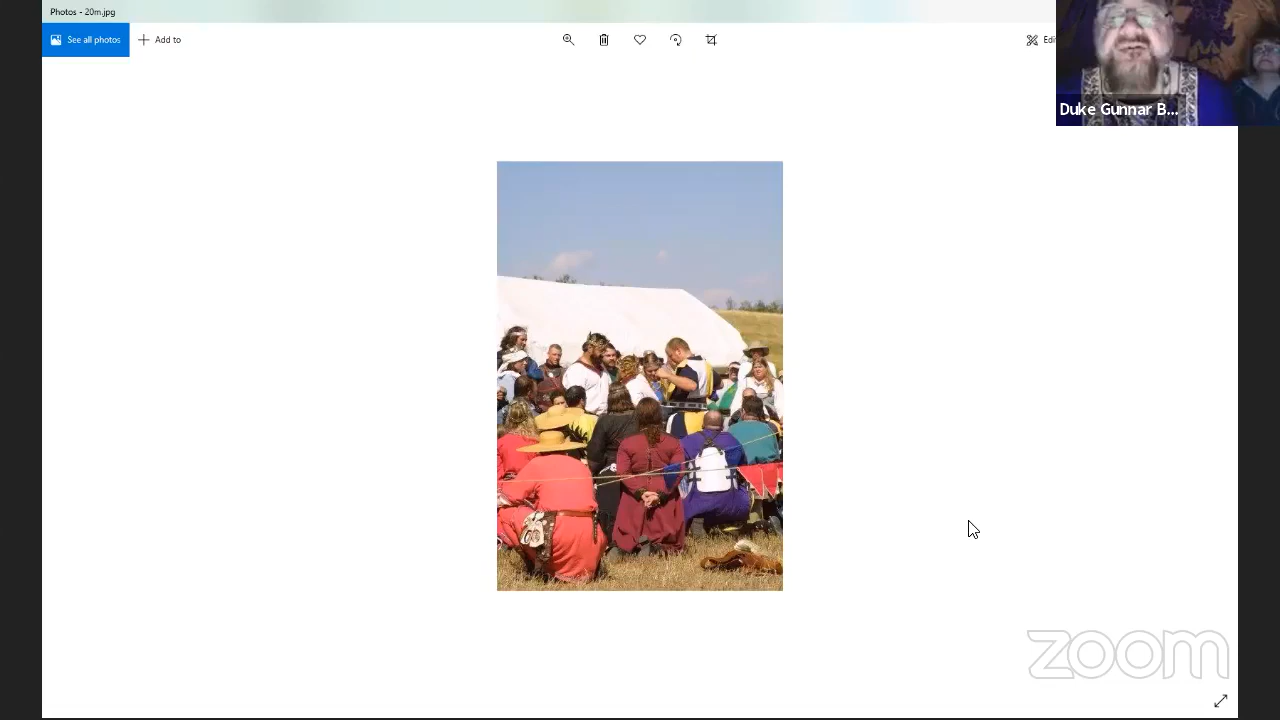 Photos - 20m.jpg
See all photos
Add to
Edi
Duke Gunnar B...
zoom